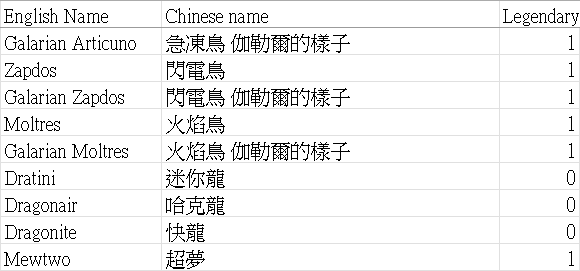 English Name Chinese name Legendary
Galarian Articuno 急凍鳥 伽勒爾的樣子 1
Zapdos 閃電鳥 1
Galarian Zapdos 閃電鳥 伽勒爾的樣子 1
Moltres 火焰鳥 1
Galarian Moltres 火焰鳥 伽勒爾的樣子 1
Dratini 迷你龍 0
Dragonair 哈克龍 0
Dragonite 快龍 0
Mewtwo 超夢 1